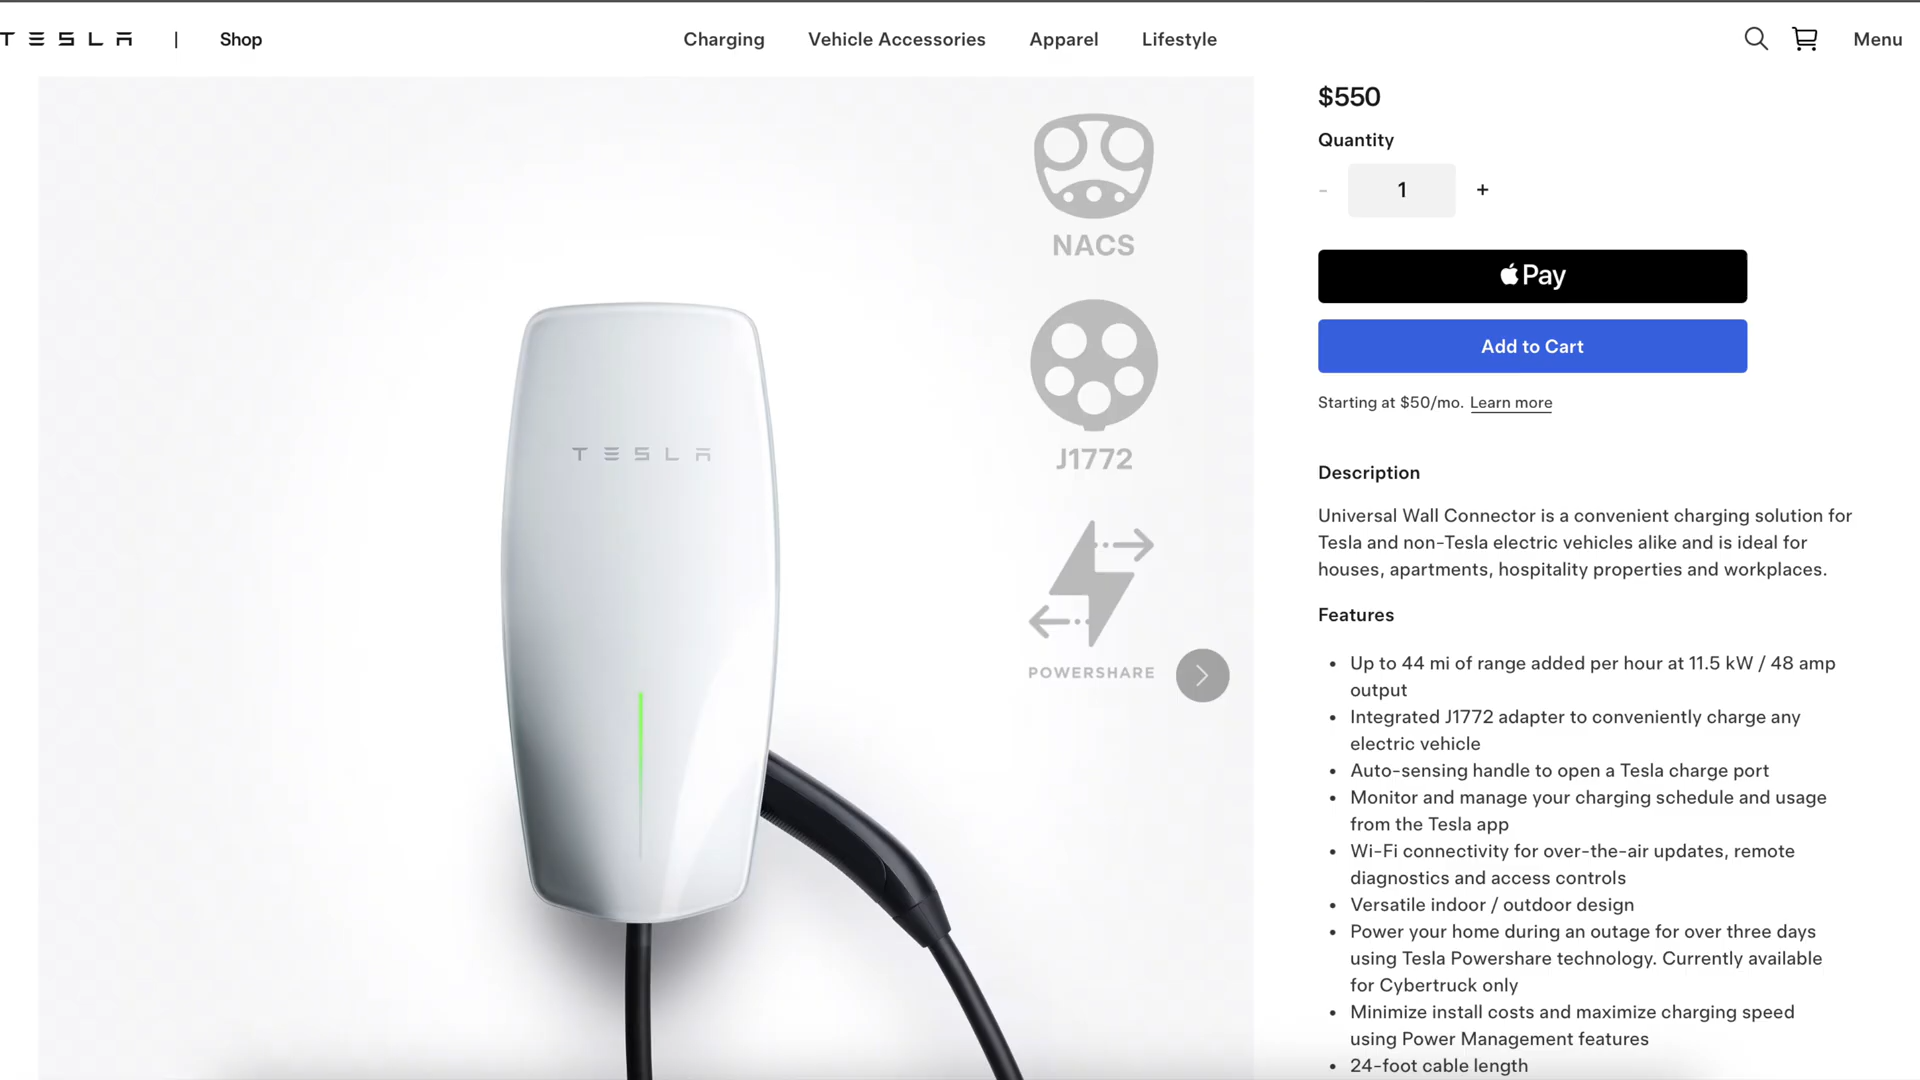 TESLA | Shop Charging Vehicle Accessories Apparel Lifestyle Menu
NACS
J1772
POWERSHARE
TESLA
$550
Quantity
- 1 +
Pay
Add to Cart
Starting at $50/mo. Learn more
Description
Universal Wall Connector is a convenient charging solution for
Tesla and non-Tesla electric vehicles alike and is ideal for
houses, apartments, hospitality properties and workplaces.
Features
• Up to 44 mi of range added per hour at 11.5 kW / 48 amp
output
• Integrated J1772 adapter to conveniently charge any
electric vehicle
• Auto-sensing handle to open a Tesla charge port
• Monitor and manage your charging schedule and usage
from the Tesla app
• Wi-Fi connectivity for over-the-air updates, remote
diagnostics and access controls
• Versatile indoor / outdoor design
• Power your home during an outage for over three days
using Tesla Powershare technology. Currently available
for Cybertruck only
• Minimize install costs and maximize charging speed
using Power Management features
• 24-foot cable length